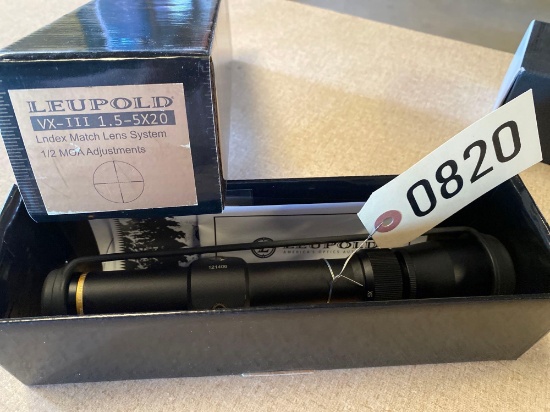 LEUPOLD
VX-III 1.5-5X20
Lndex Match Lens System
1/2 MOA Adjustments
0820
LEUPOLD